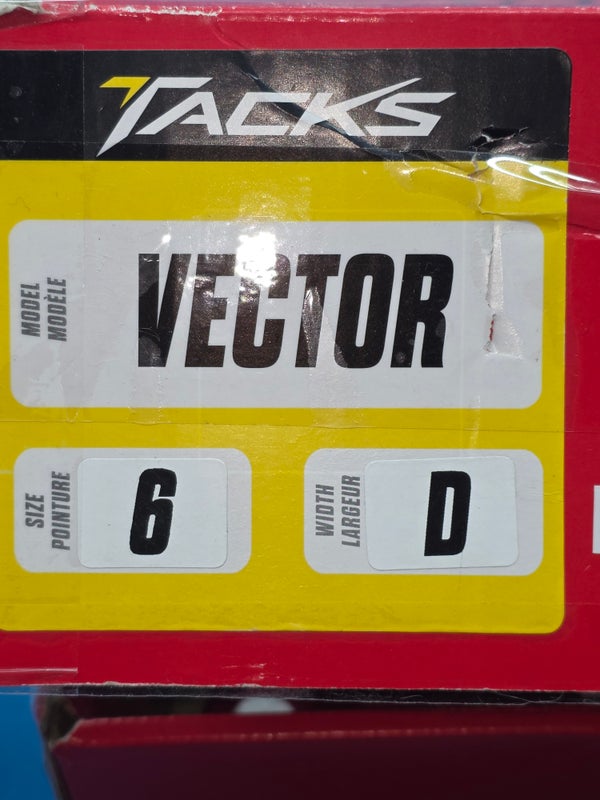 TACKS
MODEL
MODÈLE
VECTOR
SIZE
POINTURE
6
WIDTH
LARGEUR
D